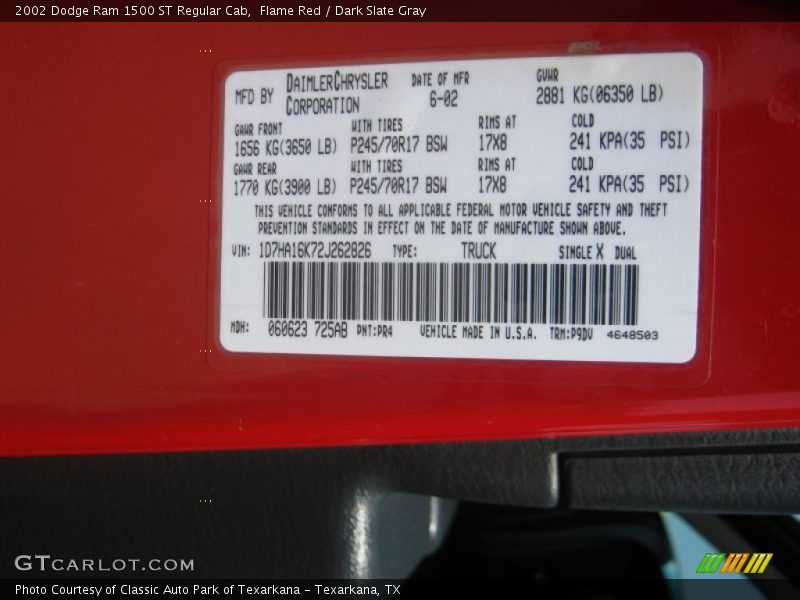 2002 Dodge Ram 1500 ST Regular Cab,  Flame Red / Dark Slate Gray
MFD BY DAIMLERCHRYSLER CORPORATION DATE OF MFR 6-02 GVWR 2881 KG(06350 LB)
GAWR FRONT WITH TIRES RIMS AT COLD
1656 KG(3650 LB) P245/70R17 BSW 17X8 241 KPA(35 PSI)
GAWR REAR WITH TIRES RIMS AT COLD
1770 KG(3900 LB) P245/70R17 BSW 17X8 241 KPA(35 PSI)
THIS VEHICLE CONFORMS TO ALL APPLICABLE FEDERAL MOTOR VEHICLE SAFETY AND THEFT
PREVENTION STANDARDS IN EFFECT ON THE DATE OF MANUFACTURE SHOWN ABOVE.
VIN: 1D7HA16K72J262826 TYPE: TRUCK SINGLE X DUAL
MDH: 060623 725AB PNT:PR4 VEHICLE MADE IN U.S.A. TRM:P9DV 4648503
GTCARLOT.COM
Photo Courtesy of Classic Auto Park of Texarkana - Texarkana, TX